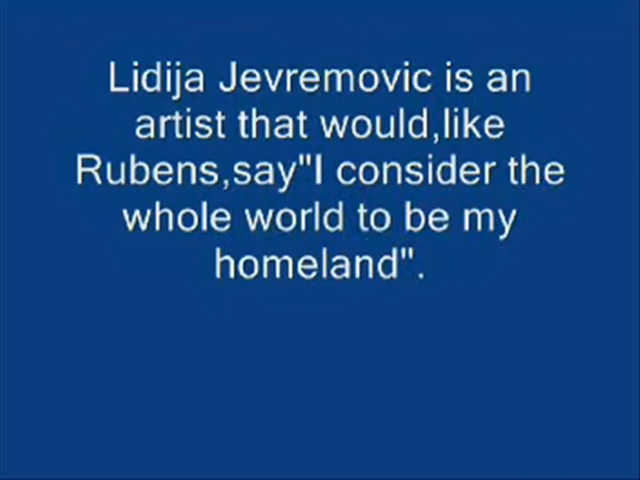 Lidija Jevremovic is an
artist that would,like
Rubens,say"I consider the
whole world to be my
homeland".